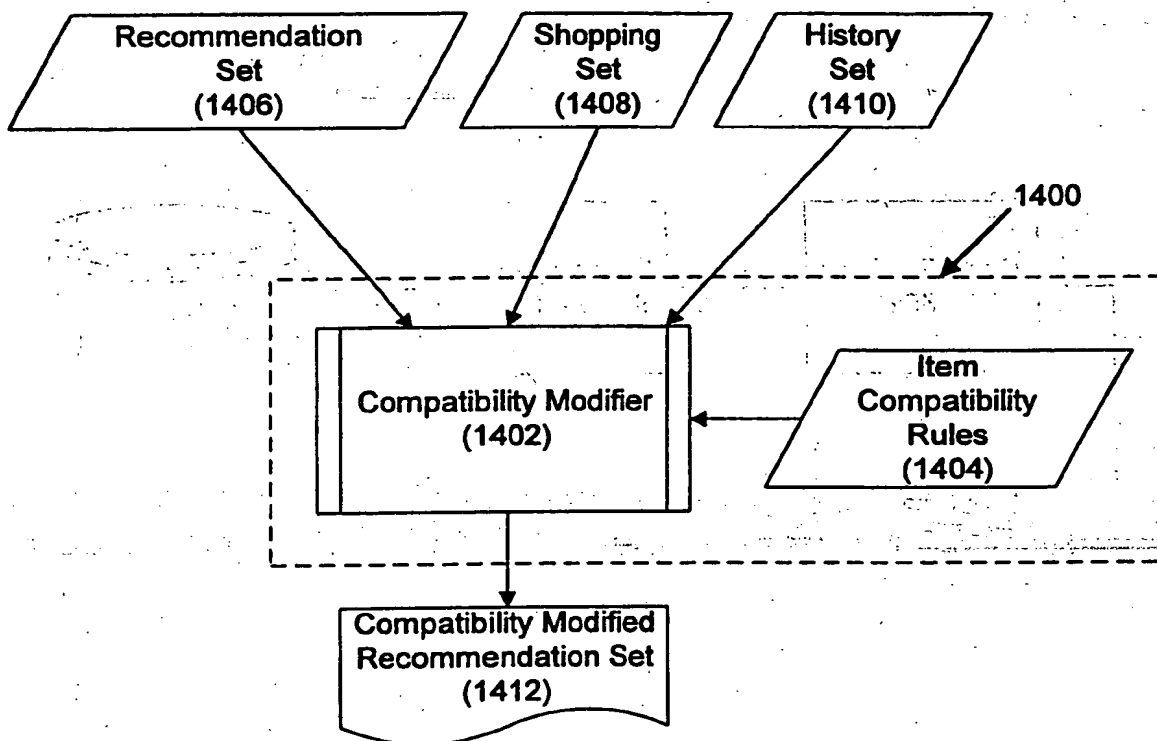 Recommendation
Set
(1406)
Shopping
Set
(1408)
History
Set
(1410)
1400
Compatibility Modifier
(1402)
Item
Compatibility
Rules
(1404)
Compatibility Modified
Recommendation Set
(1412)